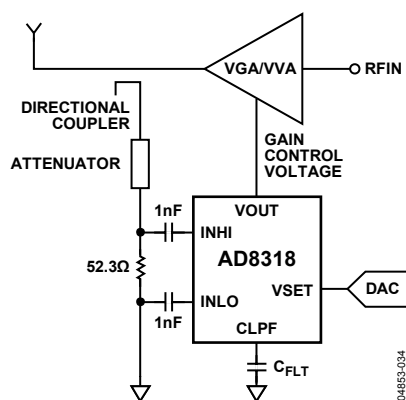 VGA/VVA
RFIN
DIRECTIONAL
COUPLER
ATTENUATOR
GAIN
CONTROL
VOLTAGE
1nF
VOUT
INHI
AD8318
52.3Ω
VSET
DAC
INLO
1nF
CLPF
CFLT
04853-034